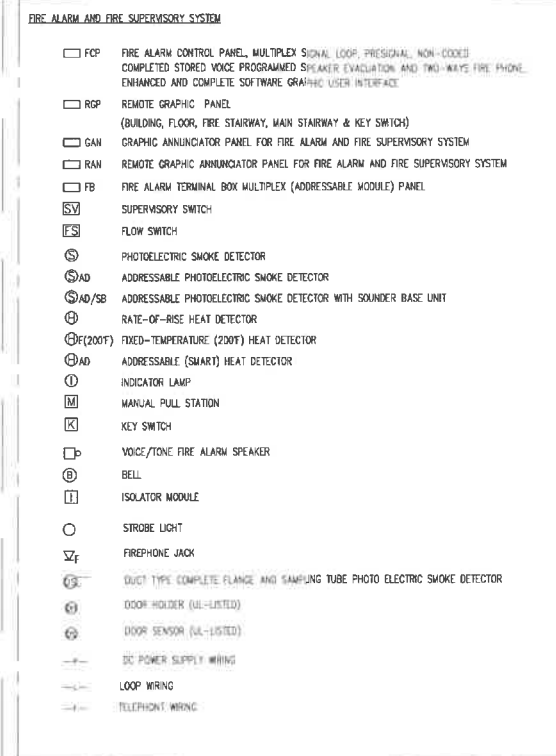 FIRE ALARM AND FIRE SUPERVISORY SYSTEM
FCP FIRE ALARM CONTROL PANEL, MULTIPLEX SIGNAL LOOP, PRESIGNAL, NON-CODED
COMPLETED STORED VOICE PROGRAMMED SPEAKER EVACUATION AND TWO-WAYS FIRE PHONE,
ENHANCED AND COMPLETE SOFTWARE GRAPHIC USER INTERFACE
RGP REMOTE GRAPHIC PANEL
(BUILDING, FLOOR, FIRE STAIRWAY, MAIN STAIRWAY & KEY SWITCH)
GAN GRAPHIC ANNUNCIATOR PANEL FOR FIRE ALARM AND FIRE SUPERVISORY SYSTEM
RAN REMOTE GRAPHIC ANNUNCIATOR PANEL FOR FIRE ALARM AND FIRE SUPERVISORY SYSTEM
FB FIRE ALARM TERMINAL BOX MULTIPLEX (ADDRESSABLE MODULE) PANEL
SV SUPERVISORY SWITCH
FS FLOW SWITCH
S PHOTOELECTRIC SMOKE DETECTOR
S AD ADDRESSABLE PHOTOELECTRIC SMOKE DETECTOR
S AD/SB ADDRESSABLE PHOTOELECTRIC SMOKE DETECTOR WITH SOUNDER BASE UNIT
H RATE-OF-RISE HEAT DETECTOR
H F(200°F) FIXED-TEMPERATURE (200°F) HEAT DETECTOR
H AD ADDRESSABLE (SMART) HEAT DETECTOR
I INDICATOR LAMP
M MANUAL PULL STATION
K KEY SWITCH
VOICE/TONE FIRE ALARM SPEAKER
B BELL
I ISOLATOR MODULE
STROBE LIGHT
F FIREPHONE JACK
DUCT TYPE COMPLETE FLANGE AND SAMPLING TUBE PHOTO ELECTRIC SMOKE DETECTOR
DOOR HOLDER (UL-LISTED)
DOOR SENSOR (UL-LISTED)
DC POWER SUPPLY WIRING
LOOP WIRING
TELEPHONT WIRING